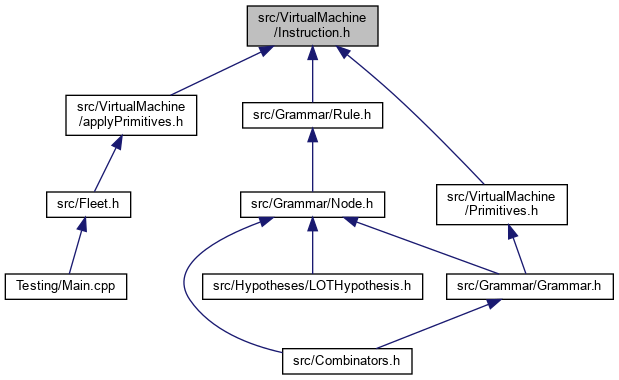 src/VirtualMachine
/Instruction.h
src/VirtualMachine
/applyPrimitives.h
src/Grammar/Rule.h
src/Fleet.h
src/Grammar/Node.h
src/VirtualMachine
/Primitives.h
Testing/Main.cpp
src/Hypotheses/LOTHypothesis.h
src/Grammar/Grammar.h
src/Combinators.h